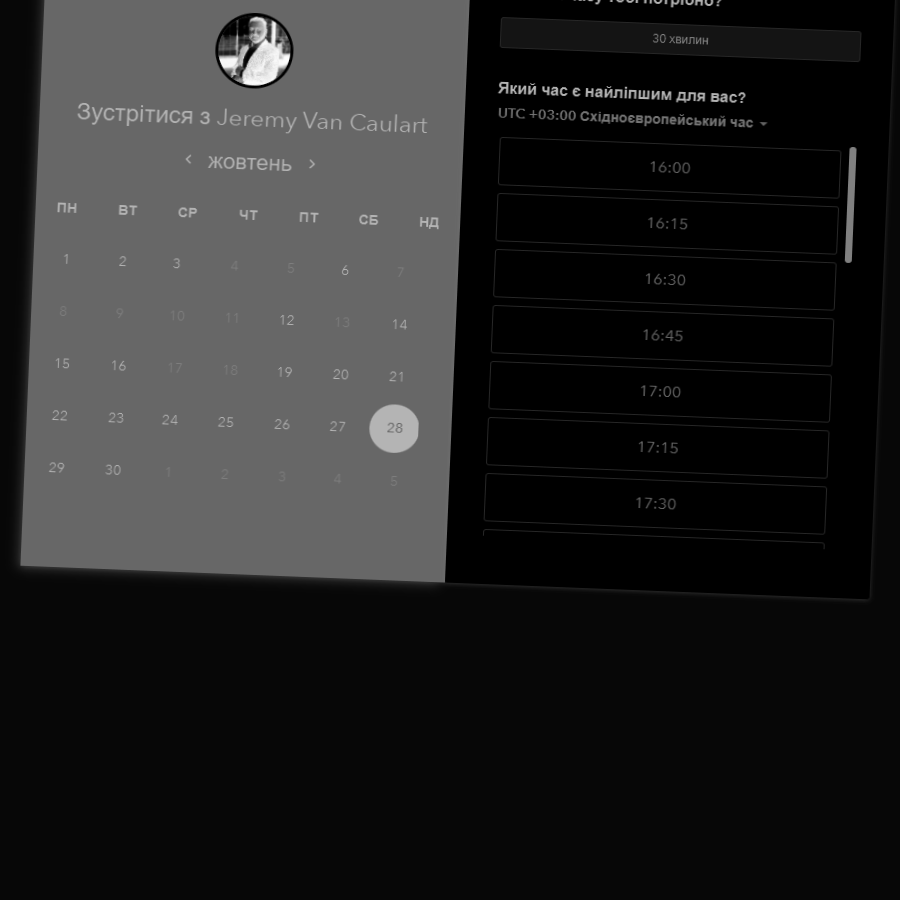 Зустрітися з Jeremy Van Caulart
‹ жовтень ›
ПН ВТ СР ЧТ ПТ СБ НД
1 2 3 4 5 6 7
8 9 10 11 12 13 14
15 16 17 18 19 20 21
22 23 24 25 26 27 28
29 30 1 2 3 4 5
потрібно?
30 хвилин
Який час є найліпшим для вас?
UTC +03:00 Східноєвропейський час
16:00
16:15
16:30
16:45
17:00
17:15
17:30